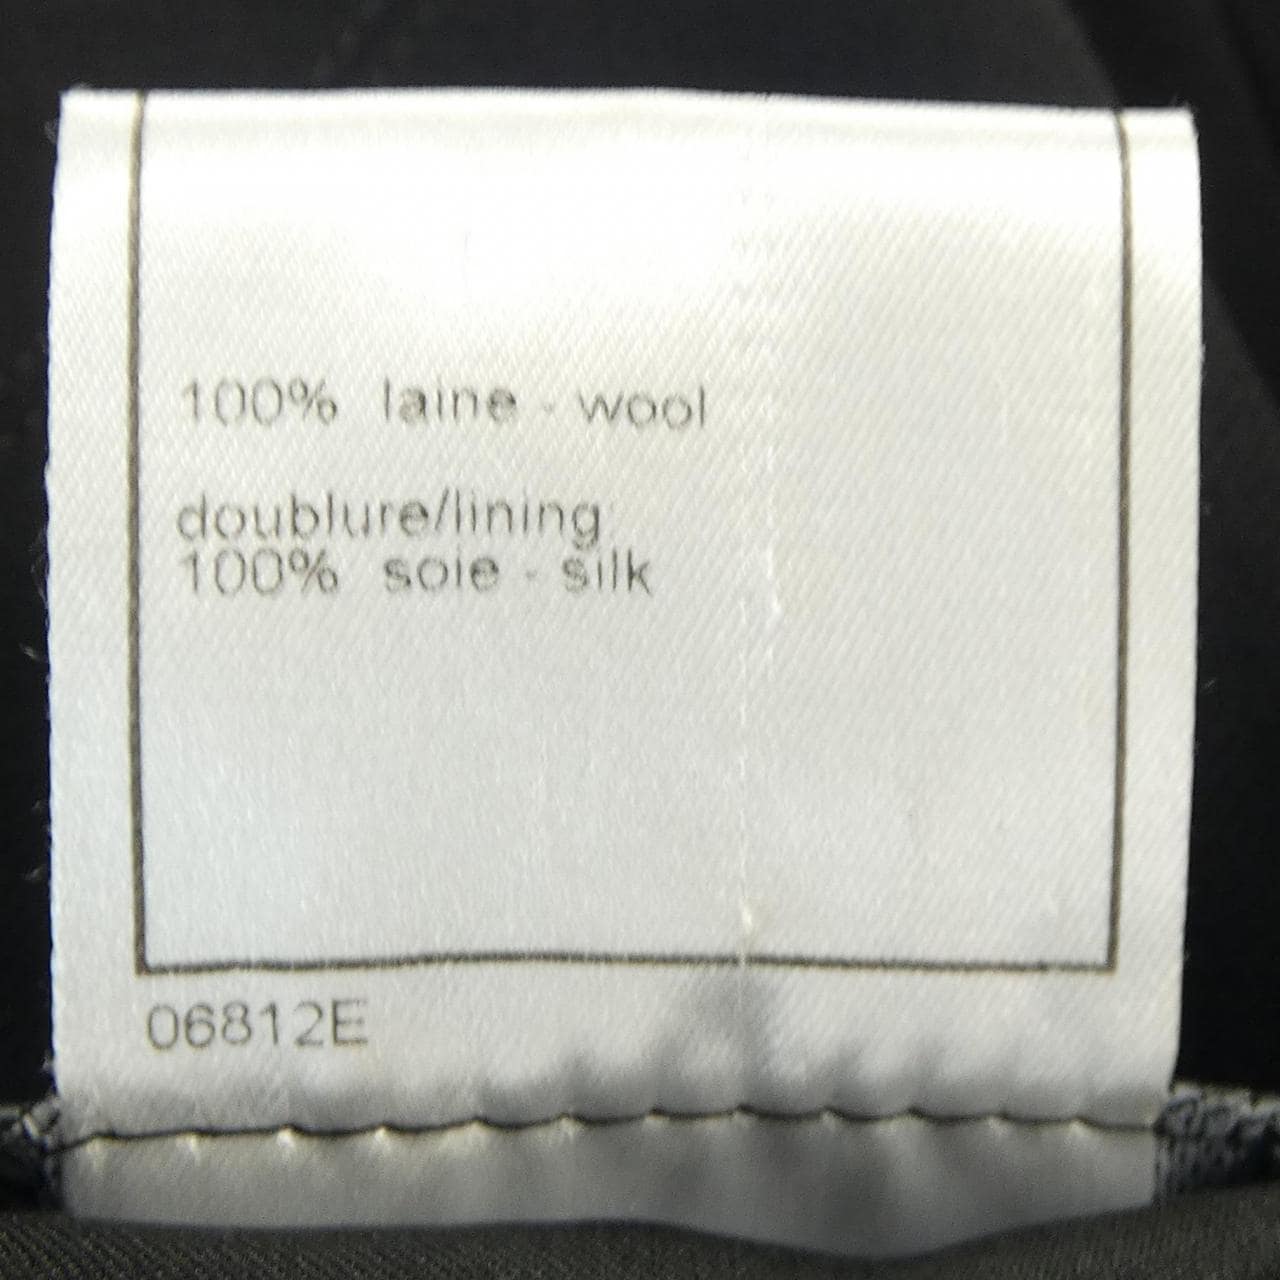 100% laine - wool
doublure/lining
100% soie - silk
06812E